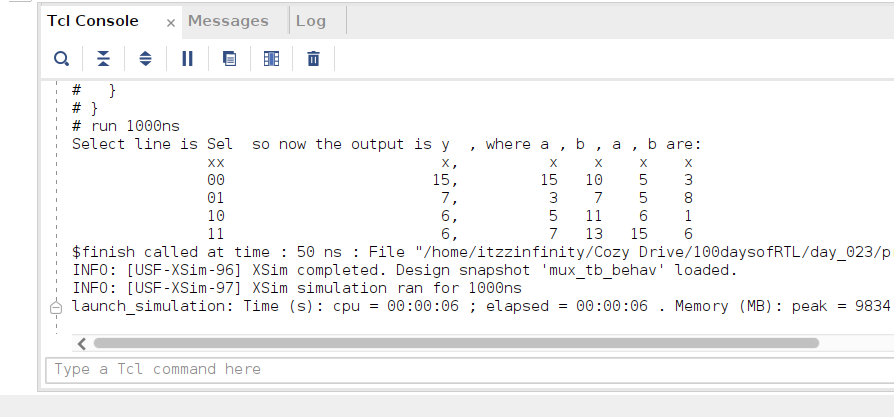 Tcl Console × Messages Log
# }
# }
# run 1000ns
Select line is Sel so now the output is y , where a , b , a , b are:
xx x, x x x x
00 15, 15 10 5 3
01 7, 3 7 5 8
10 6, 5 11 6 1
11 6, 7 13 15 6
$finish called at time : 50 ns : File "/home/itzzinfinity/Cozy Drive/100daysofRTL/day_023/p
INFO: [USF-XSim-96] XSim completed. Design snapshot 'mux_tb_behav' loaded.
INFO: [USF-XSim-97] XSim simulation ran for 1000ns
launch_simulation: Time (s): cpu = 00:00:06 ; elapsed = 00:00:06 . Memory (MB): peak = 9834
Type a Tcl command here